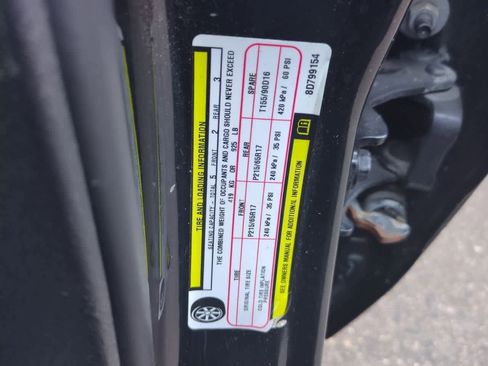 TIRE AND LOADING INFORMATION
SEATING CAPACITY - TOTAL 5 FRONT 2 REAR 3
THE COMBINED WEIGHT OF OCCUPANTS AND CARGO SHOULD NEVER EXCEED
419 KG OR 925 LB
TIRE FRONT REAR SPARE
ORIGINAL TIRE SIZE P215/65R17 P215/65R17 T155/90D16
COLD TIRE INFLATION PRESSURE 240 kPa / 35 PSI 240 kPa / 35 PSI 420 kPa / 60 PSI
SEE OWNERS MANUAL FOR ADDITIONAL INFORMATION
8D799154